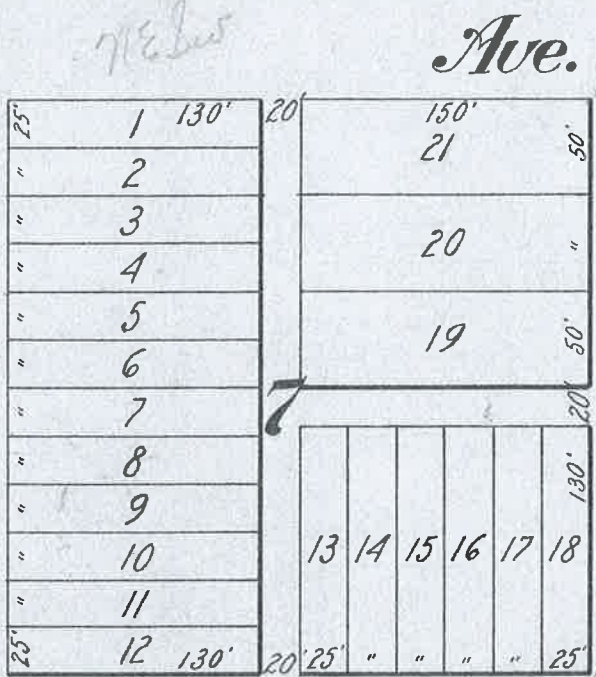 Ave.
25' 1 130' 20' 150'
21 50'
" 2
" 3
" 4 20 "
" 5 19 50'
" 6
" 7 7 20'
" 8
" 9 130'
" 10 13 14 15 16 17 18
" 11
25' 12 130' 20' 25' " " " " 25'